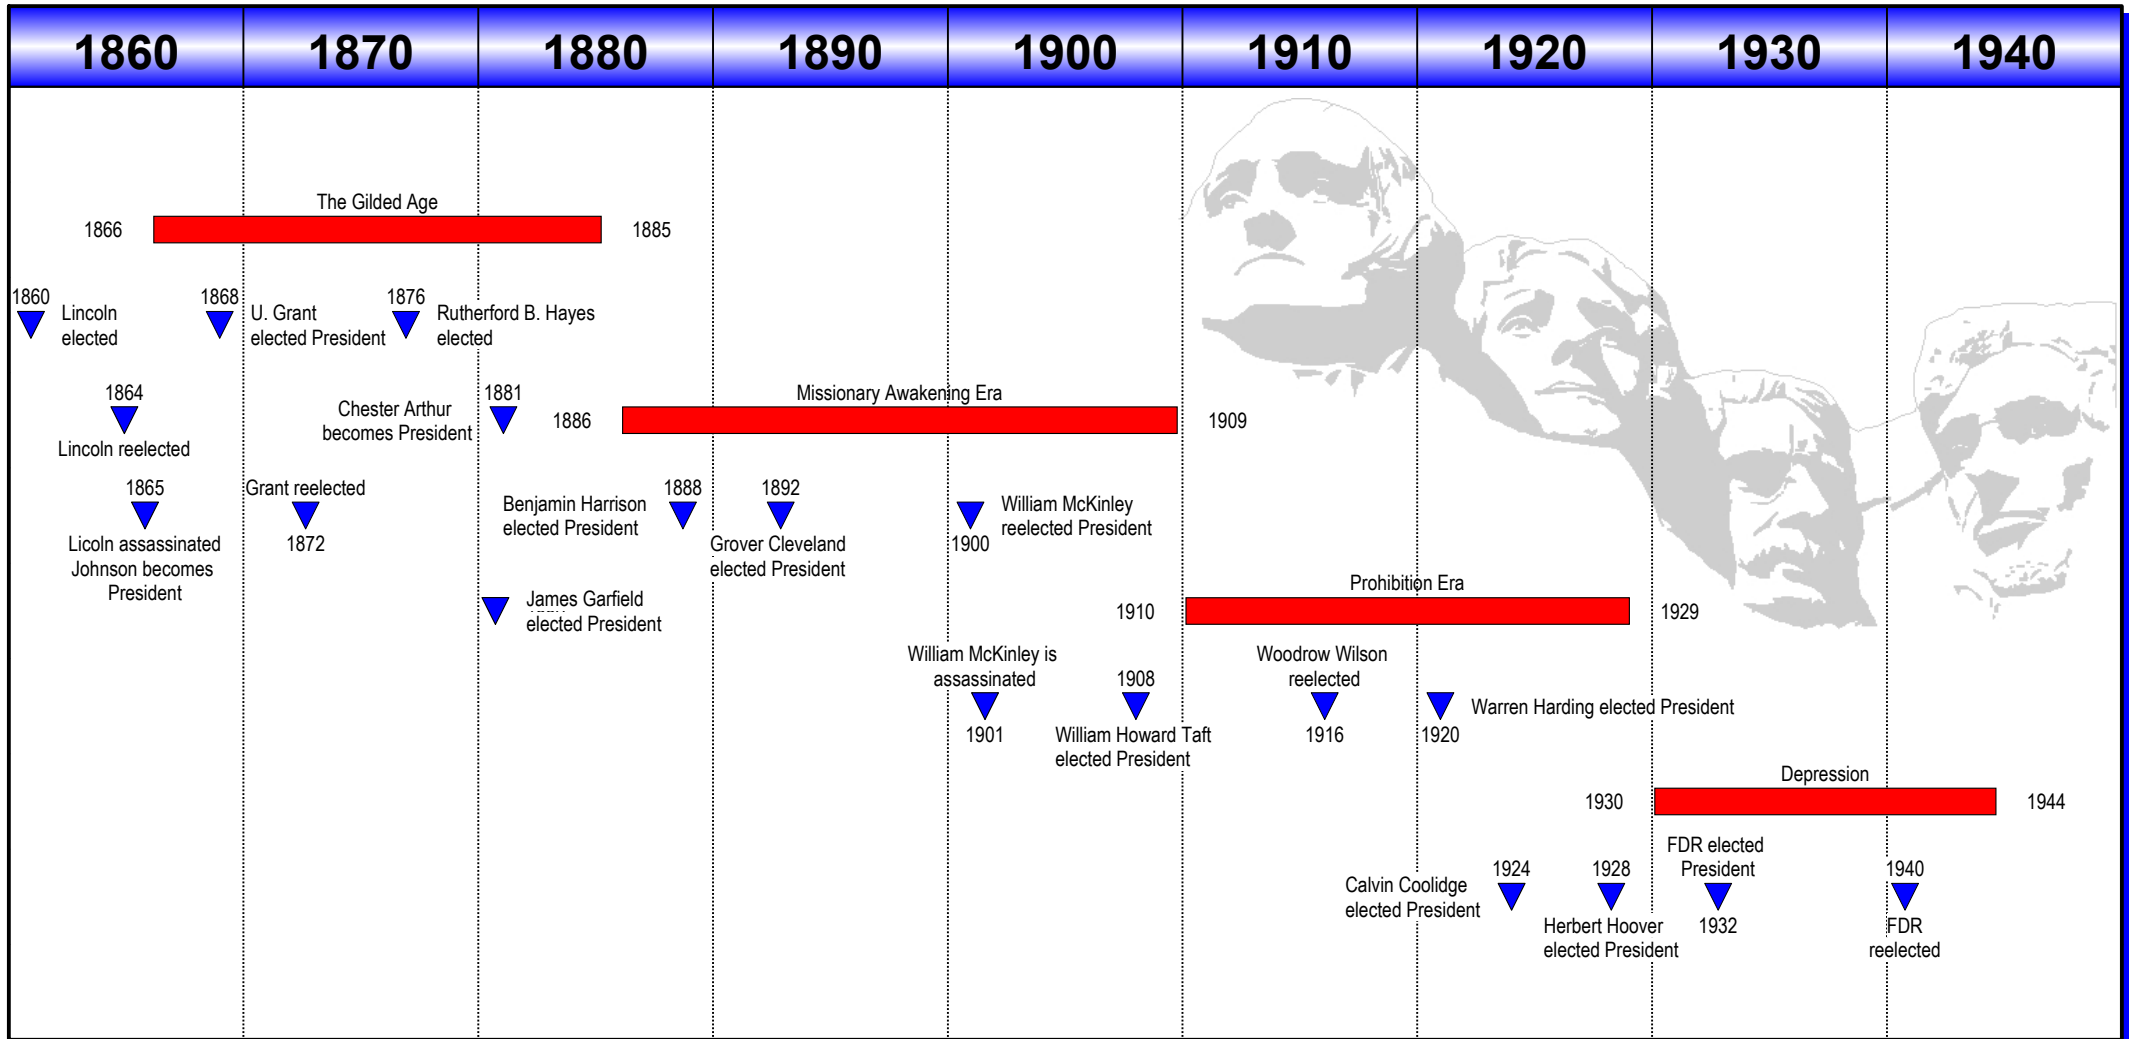 1860 1870 1880 1890 1900 1910 1920 1930 1940
The Gilded Age
1866 1885
1860
Lincoln
elected
1868
U. Grant
elected President
1876
Rutherford B. Hayes
elected
1864
Lincoln reelected
Chester Arthur
becomes President
1881
Missionary Awakening Era
1886 1909
1865
Licoln assassinated
Johnson becomes
President
Grant reelected
1872
Benjamin Harrison
elected President
1888
1892
Grover Cleveland
elected President
William McKinley
reelected President
1900
James Garfield
elected President
Prohibition Era
1910 1929
William McKinley is
assassinated
1901
1908
William Howard Taft
elected President
Woodrow Wilson
reelected
1916
Warren Harding elected President
1920
Depression
1930 1944
Calvin Coolidge
elected President
1924
1928
Herbert Hoover
elected President
FDR elected
President
1932
1940
FDR
reelected